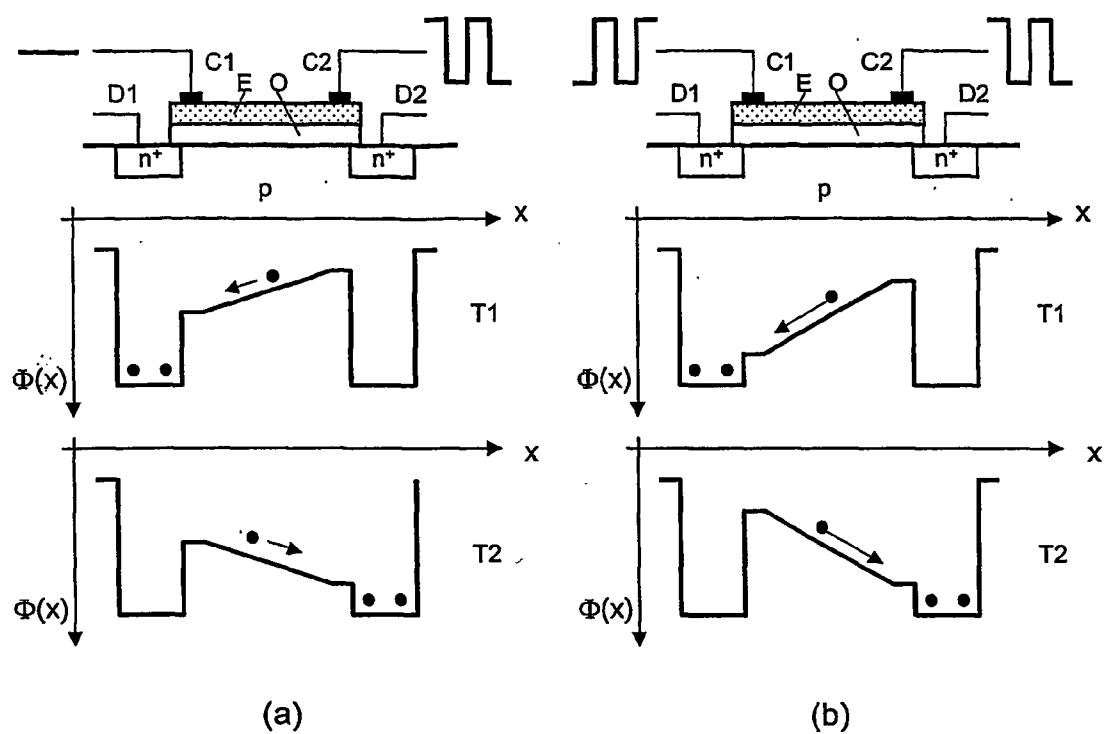 C1 C2 C1 C2
E O E O
D1 D2 D1 D2
n+ n+ n+ n+
p p
x x
T1 T1
Φ(x) Φ(x)
x x
T2 T2
Φ(x) Φ(x)
(a) (b)